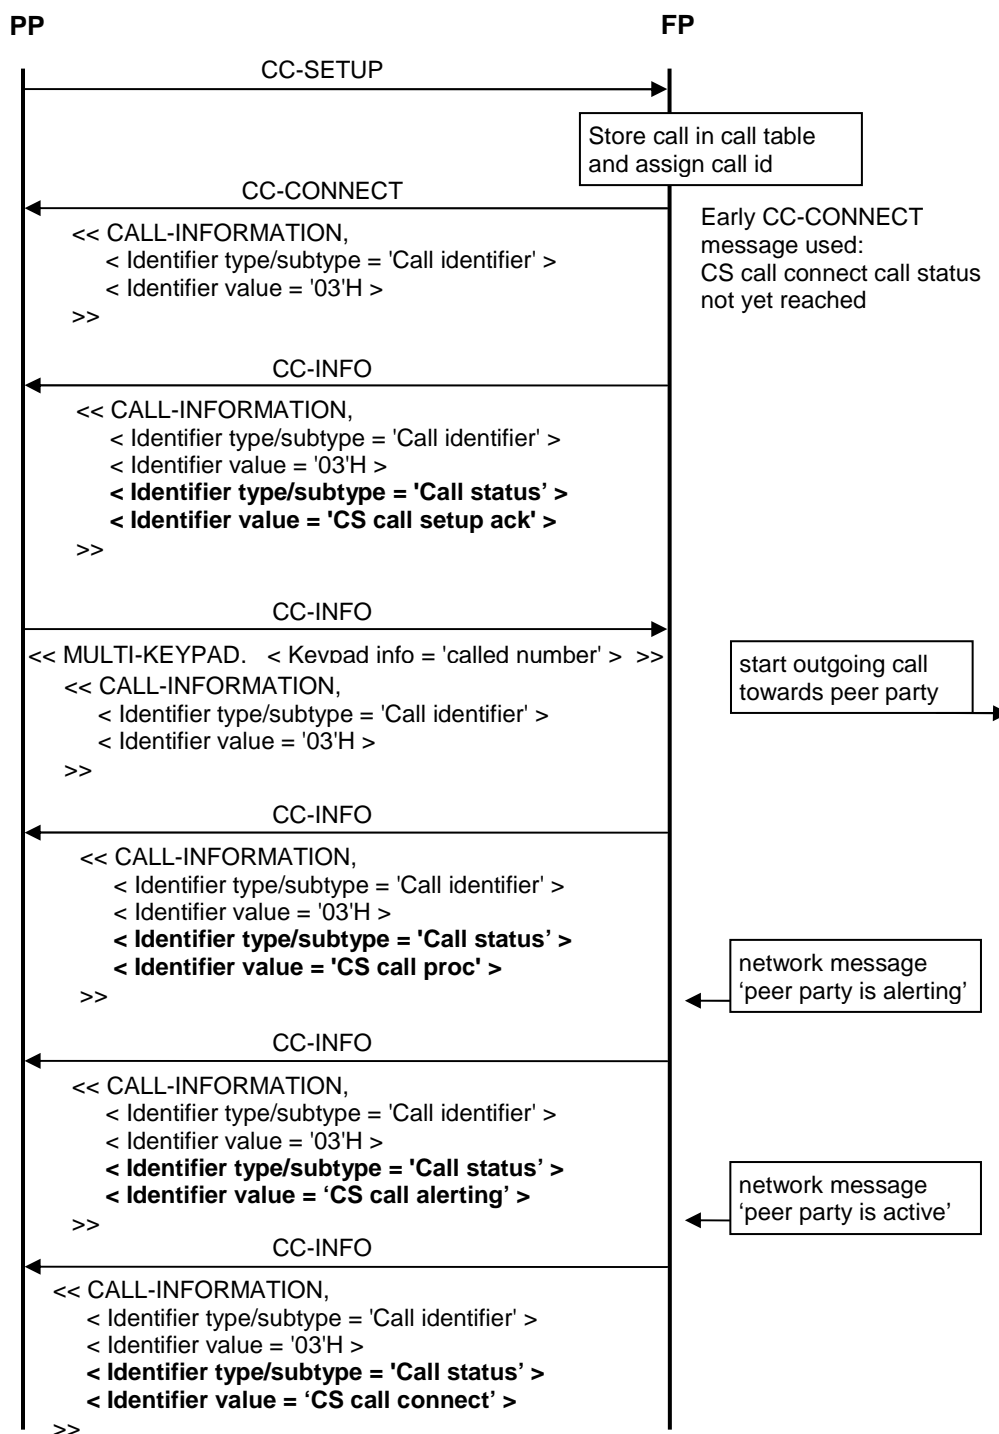 PP
FP
CC-SETUP
Store call in call table
and assign call id
CC-CONNECT
<< CALL-INFORMATION,
< Identifier type/subtype = 'Call identifier' >
< Identifier value = '03'H >
>>
Early CC-CONNECT
message used:
CS call connect call status
not yet reached
CC-INFO
<< CALL-INFORMATION,
< Identifier type/subtype = 'Call identifier' >
< Identifier value = '03'H >
< Identifier type/subtype = 'Call status’ >
< Identifier value = 'CS call setup ack' >
>>
CC-INFO
<< MULTI-KEYPAD. < Keypad info = 'called number' > >>
<< CALL-INFORMATION,
< Identifier type/subtype = 'Call identifier' >
< Identifier value = '03'H >
>>
start outgoing call
towards peer party
CC-INFO
<< CALL-INFORMATION,
< Identifier type/subtype = 'Call identifier' >
< Identifier value = '03'H >
< Identifier type/subtype = 'Call status’ >
< Identifier value = 'CS call proc' >
>>
network message
‘peer party is alerting’
CC-INFO
<< CALL-INFORMATION,
< Identifier type/subtype = 'Call identifier' >
< Identifier value = '03'H >
< Identifier type/subtype = 'Call status’ >
< Identifier value = ‘CS call alerting’ >
>>
network message
‘peer party is active’
CC-INFO
<< CALL-INFORMATION,
< Identifier type/subtype = 'Call identifier' >
< Identifier value = '03'H >
< Identifier type/subtype = 'Call status’ >
< Identifier value = ‘CS call connect’ >
>>